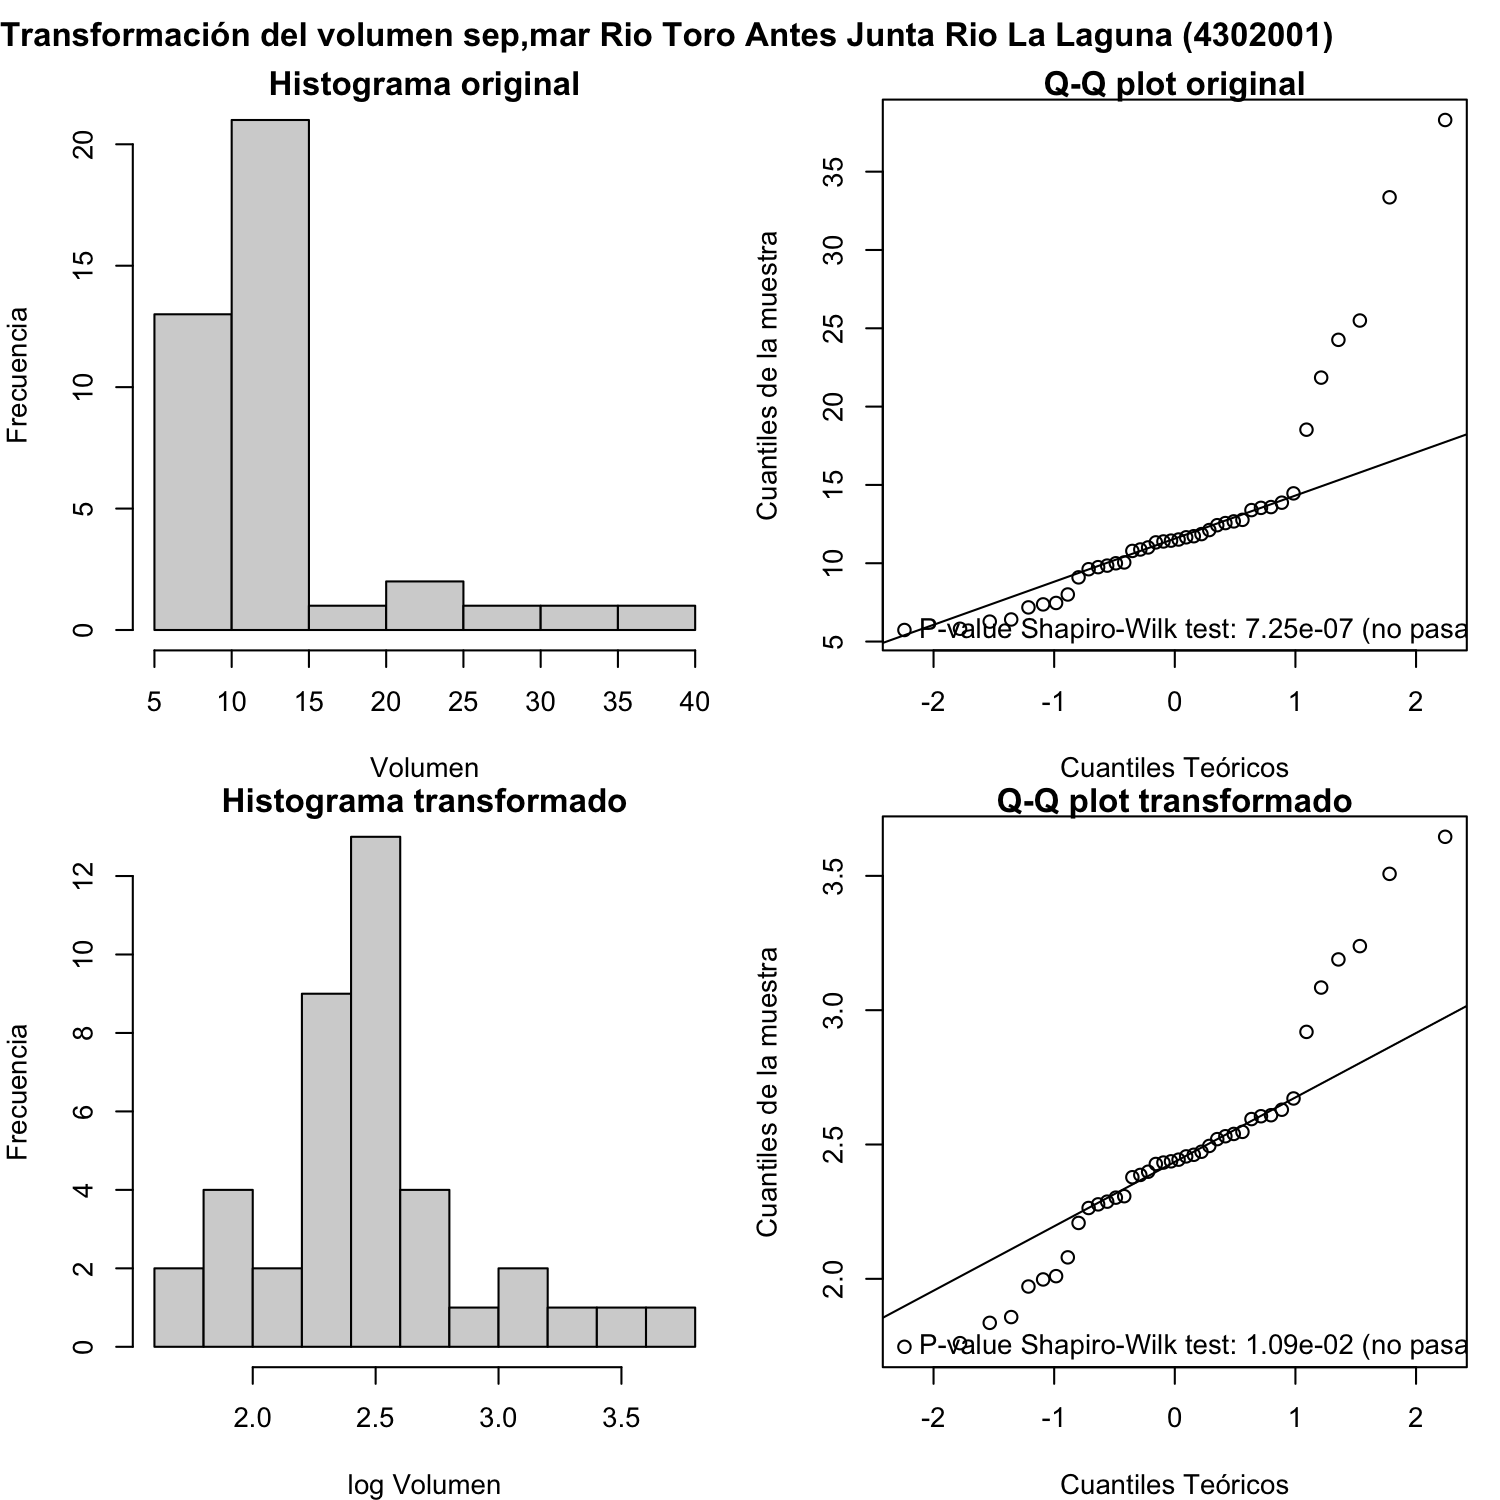 Transformación del volumen sep,mar Rio Toro Antes Junta Rio La Laguna (4302001)
Histograma original
Frecuencia
20
15
10
5
0
5 10 15 20 25 30 35 40
Volumen
Q-Q plot original
Cuantiles de la muestra
35
30
25
20
15
10
5
P-value Shapiro-Wilk test: 7.25e-07 (no pasa
-2 -1 0 1 2
Cuantiles Teóricos
Histograma transformado
Frecuencia
12
10
8
6
4
2
0
2.0 2.5 3.0 3.5
log Volumen
Q-Q plot transformado
Cuantiles de la muestra
3.5
3.0
2.5
2.0
P-value Shapiro-Wilk test: 1.09e-02 (no pasa
-2 -1 0 1 2
Cuantiles Teóricos